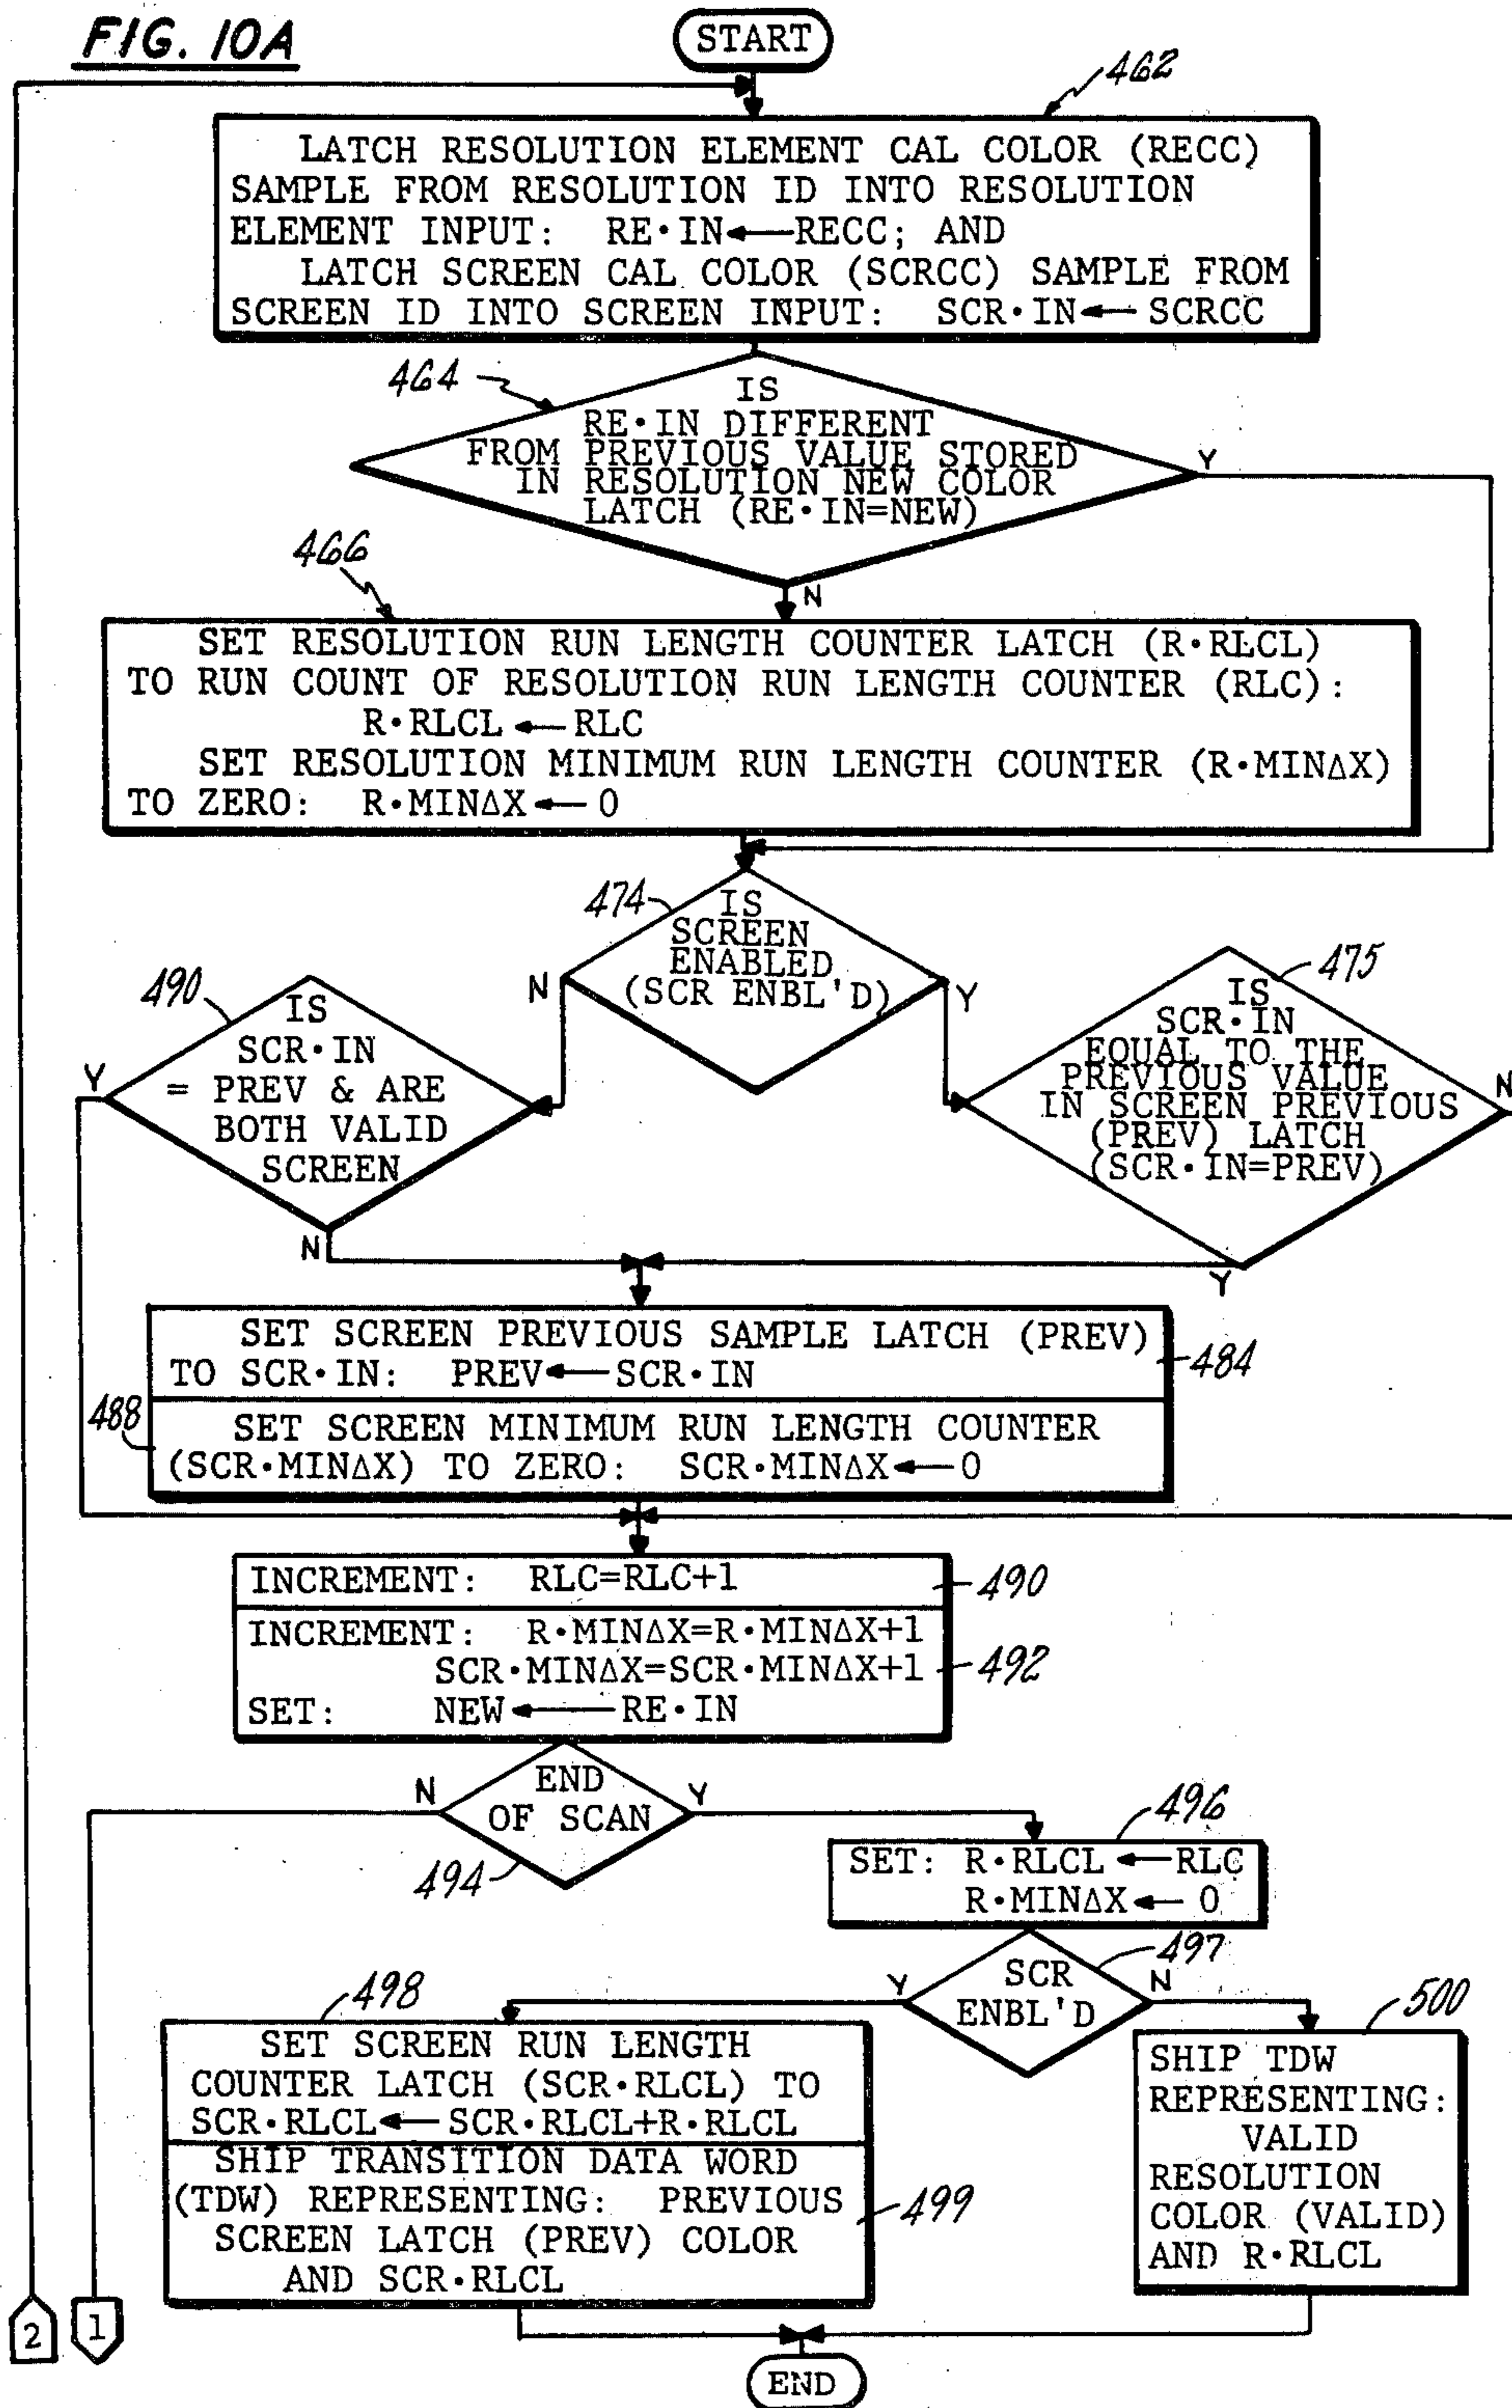 FIG. 10A
START
462
LATCH RESOLUTION ELEMENT CAL COLOR (RECC)
SAMPLE FROM RESOLUTION ID INTO RESOLUTION
ELEMENT INPUT: RE·IN←RECC; AND
LATCH SCREEN CAL COLOR (SCRCC) SAMPLE FROM
SCREEN ID INTO SCREEN INPUT: SCR·IN← SCRCC
464
IS
RE·IN DIFFERENT
FROM PREVIOUS VALUE STORED
IN RESOLUTION NEW COLOR
LATCH (RE·IN=NEW)
Y
N
466
SET RESOLUTION RUN LENGTH COUNTER LATCH (R·RLCL)
TO RUN COUNT OF RESOLUTION RUN LENGTH COUNTER (RLC):
R·RLCL ← RLC
SET RESOLUTION MINIMUM RUN LENGTH COUNTER (R·MINΔX)
TO ZERO: R·MINΔX ← 0
474
IS
SCREEN
ENABLED
(SCR ENBL'D)
N
Y
490
IS
SCR·IN
= PREV & ARE
BOTH VALID
SCREEN
Y
N
475
IS
SCR·IN
EQUAL TO THE
PREVIOUS VALUE
IN SCREEN PREVIOUS
(PREV) LATCH
(SCR·IN=PREV)
N
Y
SET SCREEN PREVIOUS SAMPLE LATCH (PREV)
TO SCR·IN: PREV←SCR·IN
484
488
SET SCREEN MINIMUM RUN LENGTH COUNTER
(SCR·MINΔX) TO ZERO: SCR·MINΔX←0
INCREMENT: RLC=RLC+1
490
INCREMENT: R·MINΔX=R·MINΔX+1
SCR·MINΔX=SCR·MINΔX+1
492
SET: NEW←RE·IN
END
OF SCAN
N
Y
494
496
SET: R·RLCL ←RLC
R·MINΔX← 0
497
SCR
ENBL'D
Y
N
498
SET SCREEN RUN LENGTH
COUNTER LATCH (SCR·RLCL) TO
SCR·RLCL← SCR·RLCL+R·RLCL
SHIP TRANSITION DATA WORD
(TDW) REPRESENTING: PREVIOUS
SCREEN LATCH (PREV) COLOR
AND SCR·RLCL
499
500
SHIP TDW
REPRESENTING:
VALID
RESOLUTION
COLOR (VALID)
AND R·RLCL
2
1
END